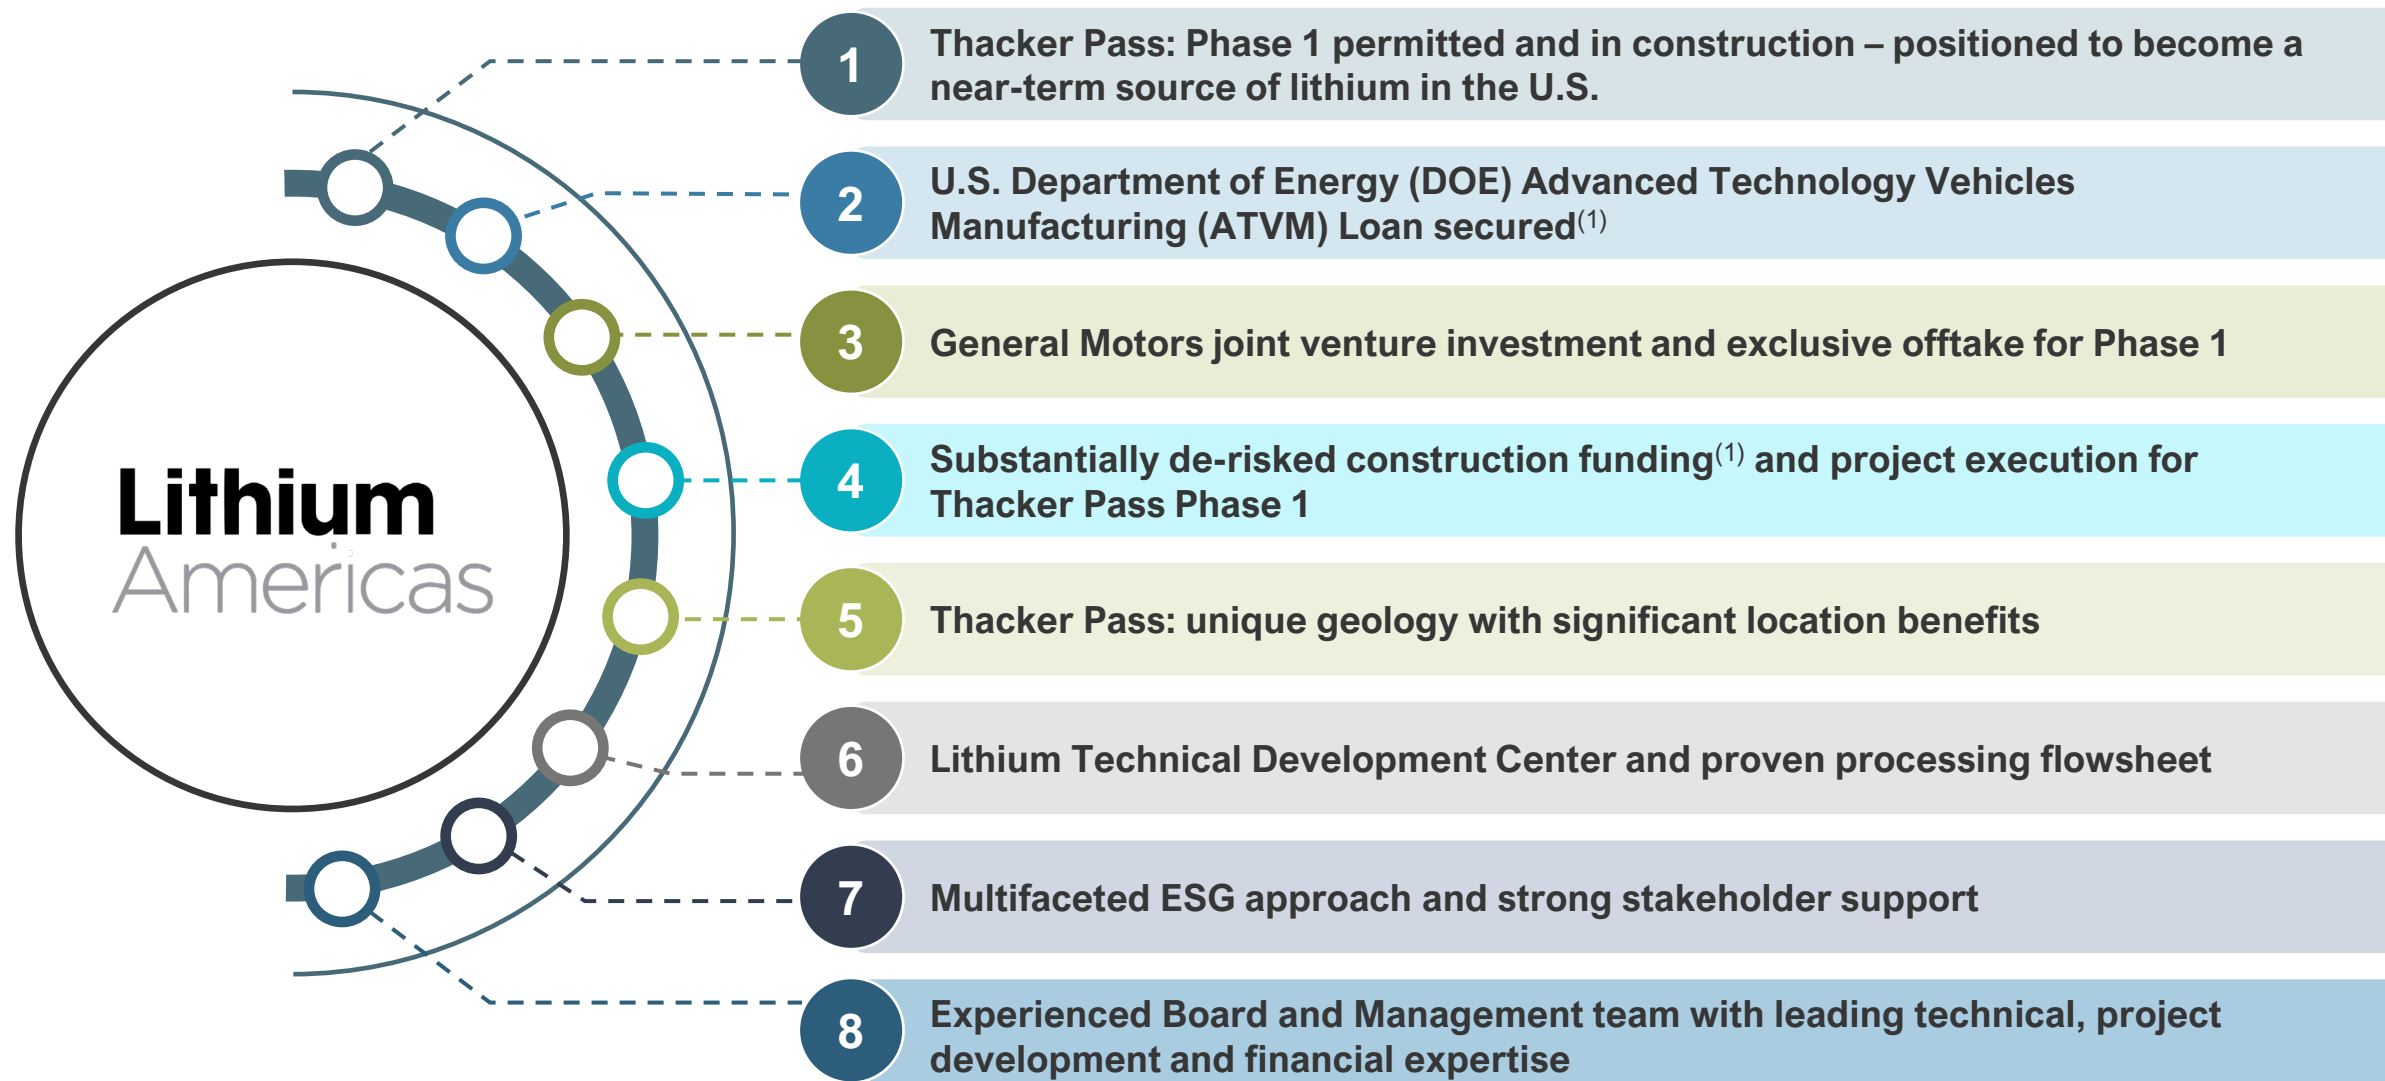 Lithium
Americas
1
Thacker Pass: Phase 1 permitted and in construction – positioned to become a
near-term source of lithium in the U.S.
2
U.S. Department of Energy (DOE) Advanced Technology Vehicles
Manufacturing (ATVM) Loan secured(1)
3
General Motors joint venture investment and exclusive offtake for Phase 1
4
Substantially de-risked construction funding(1) and project execution for
Thacker Pass Phase 1
5
Thacker Pass: unique geology with significant location benefits
6
Lithium Technical Development Center and proven processing flowsheet
7
Multifaceted ESG approach and strong stakeholder support
8
Experienced Board and Management team with leading technical, project
development and financial expertise